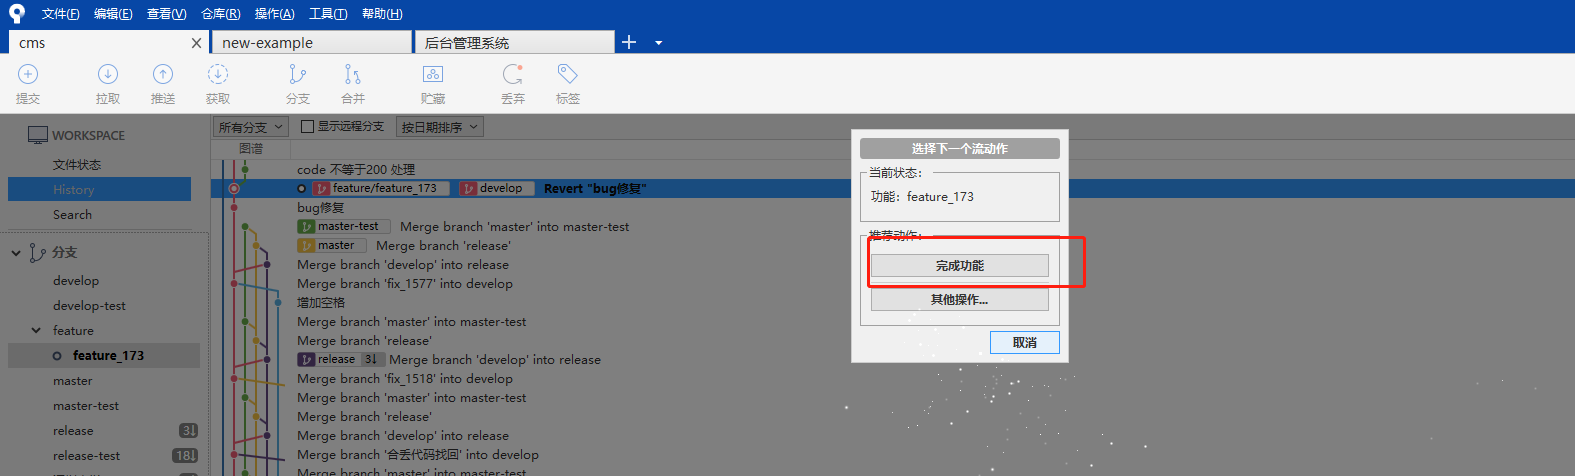 文件(F) 编辑(E) 查看(V) 仓库(R) 操作(A) 工具(T) 帮助(H)
cms new-example 后台管理系统
提交 拉取 推送 获取 分支 合并 贮藏 丢弃 标签
WORKSPACE
文件状态
History
Search
分支
develop
develop-test
feature
feature_173
master
master-test
release 3↓
release-test 18↓
所有分支 显示远程分支 按日期排序
图谱
code 不等于200 处理
feature/feature_173 develop Revert "bug修复"
bug修复
master-test Merge branch 'master' into master-test
master Merge branch 'release'
Merge branch 'develop' into release
Merge branch 'fix_1577' into develop
增加空格
Merge branch 'master' into master-test
Merge branch 'release'
release 3↓ Merge branch 'develop' into release
Merge branch 'fix_1518' into develop
Merge branch 'master' into master-test
Merge branch 'release'
Merge branch 'develop' into release
Merge branch '合丢代码找回' into develop
Merge branch 'master' into master-test
选择下一个流动作
当前状态:
功能: feature_173
推荐动作:
完成功能
其他操作...
取消